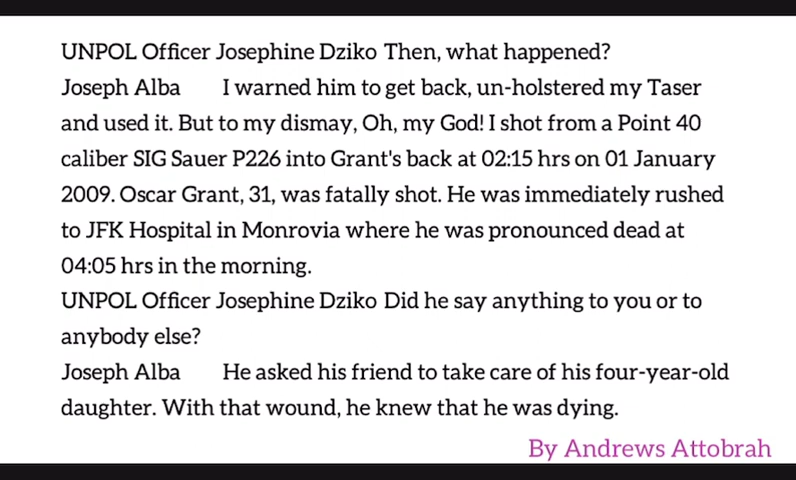 UNPOL Officer Josephine Dziko Then, what happened?
Joseph Alba I warned him to get back, un-holstered my Taser
and used it. But to my dismay, Oh, my God! I shot from a Point 40
caliber SIG Sauer P226 into Grant's back at 02:15 hrs on 01 January
2009. Oscar Grant, 31, was fatally shot. He was immediately rushed
to JFK Hospital in Monrovia where he was pronounced dead at
04:05 hrs in the morning.
UNPOL Officer Josephine Dziko Did he say anything to you or to
anybody else?
Joseph Alba He asked his friend to take care of his four-year-old
daughter. With that wound, he knew that he was dying.
By Andrews Attobrah